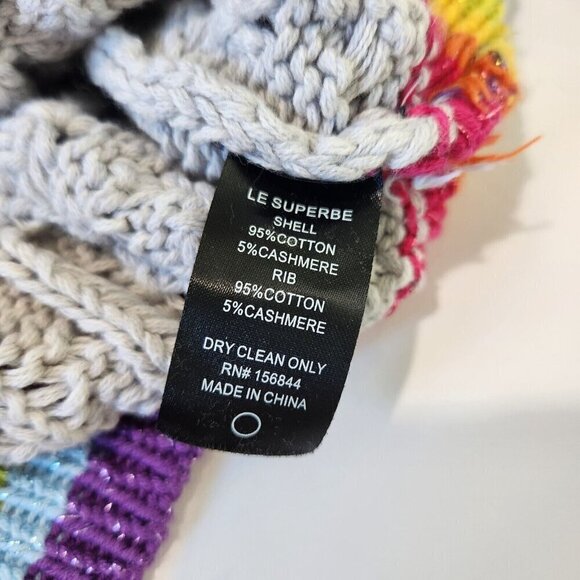 LE SUPERBE
SHELL
95%COTTON
5%CASHMERE
RIB
95%COTTON
5%CASHMERE
DRY CLEAN ONLY
RN# 156844
MADE IN CHINA